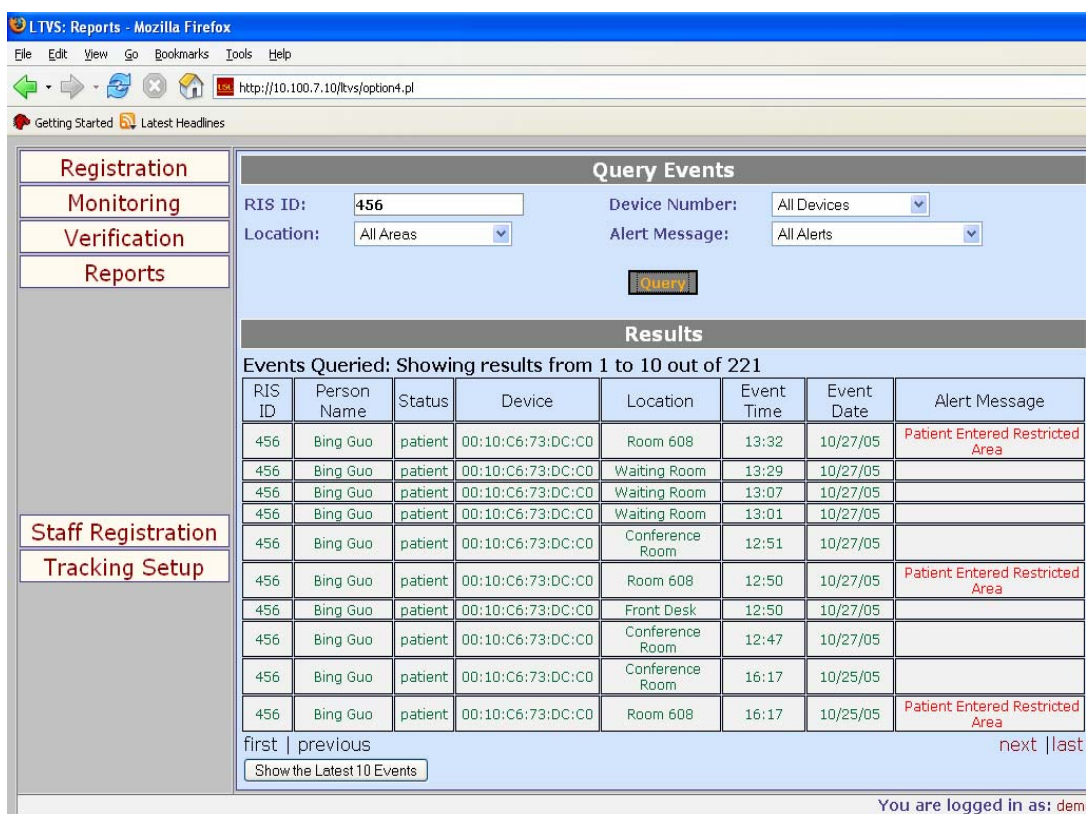 LTVS: Reports - Mozilla Firefox
File Edit View Go Bookmarks Tools Help
http://10.100.7.10/ltvs/option4.pl
Getting Started Latest Headlines
Registration
Monitoring
Verification
Reports
Staff Registration
Tracking Setup
Query Events
RIS ID: 456 Device Number: All Devices
Location: All Areas Alert Message: All Alerts
Query
Results
Events Queried: Showing results from 1 to 10 out of 221
RIS ID Person Name Status Device Location Event Time Event Date Alert Message
456 Bing Guo patient 00:10:C6:73:DC:C0 Room 608 13:32 10/27/05 Patient Entered Restricted Area
456 Bing Guo patient 00:10:C6:73:DC:C0 Waiting Room 13:29 10/27/05
456 Bing Guo patient 00:10:C6:73:DC:C0 Waiting Room 13:07 10/27/05
456 Bing Guo patient 00:10:C6:73:DC:C0 Waiting Room 13:01 10/27/05
456 Bing Guo patient 00:10:C6:73:DC:C0 Conference Room 12:51 10/27/05
456 Bing Guo patient 00:10:C6:73:DC:C0 Room 608 12:50 10/27/05 Patient Entered Restricted Area
456 Bing Guo patient 00:10:C6:73:DC:C0 Front Desk 12:50 10/27/05
456 Bing Guo patient 00:10:C6:73:DC:C0 Conference Room 12:47 10/27/05
456 Bing Guo patient 00:10:C6:73:DC:C0 Conference Room 16:17 10/25/05
456 Bing Guo patient 00:10:C6:73:DC:C0 Room 608 16:17 10/25/05 Patient Entered Restricted Area
first | previous next |last
Show the Latest 10 Events
You are logged in as: dem